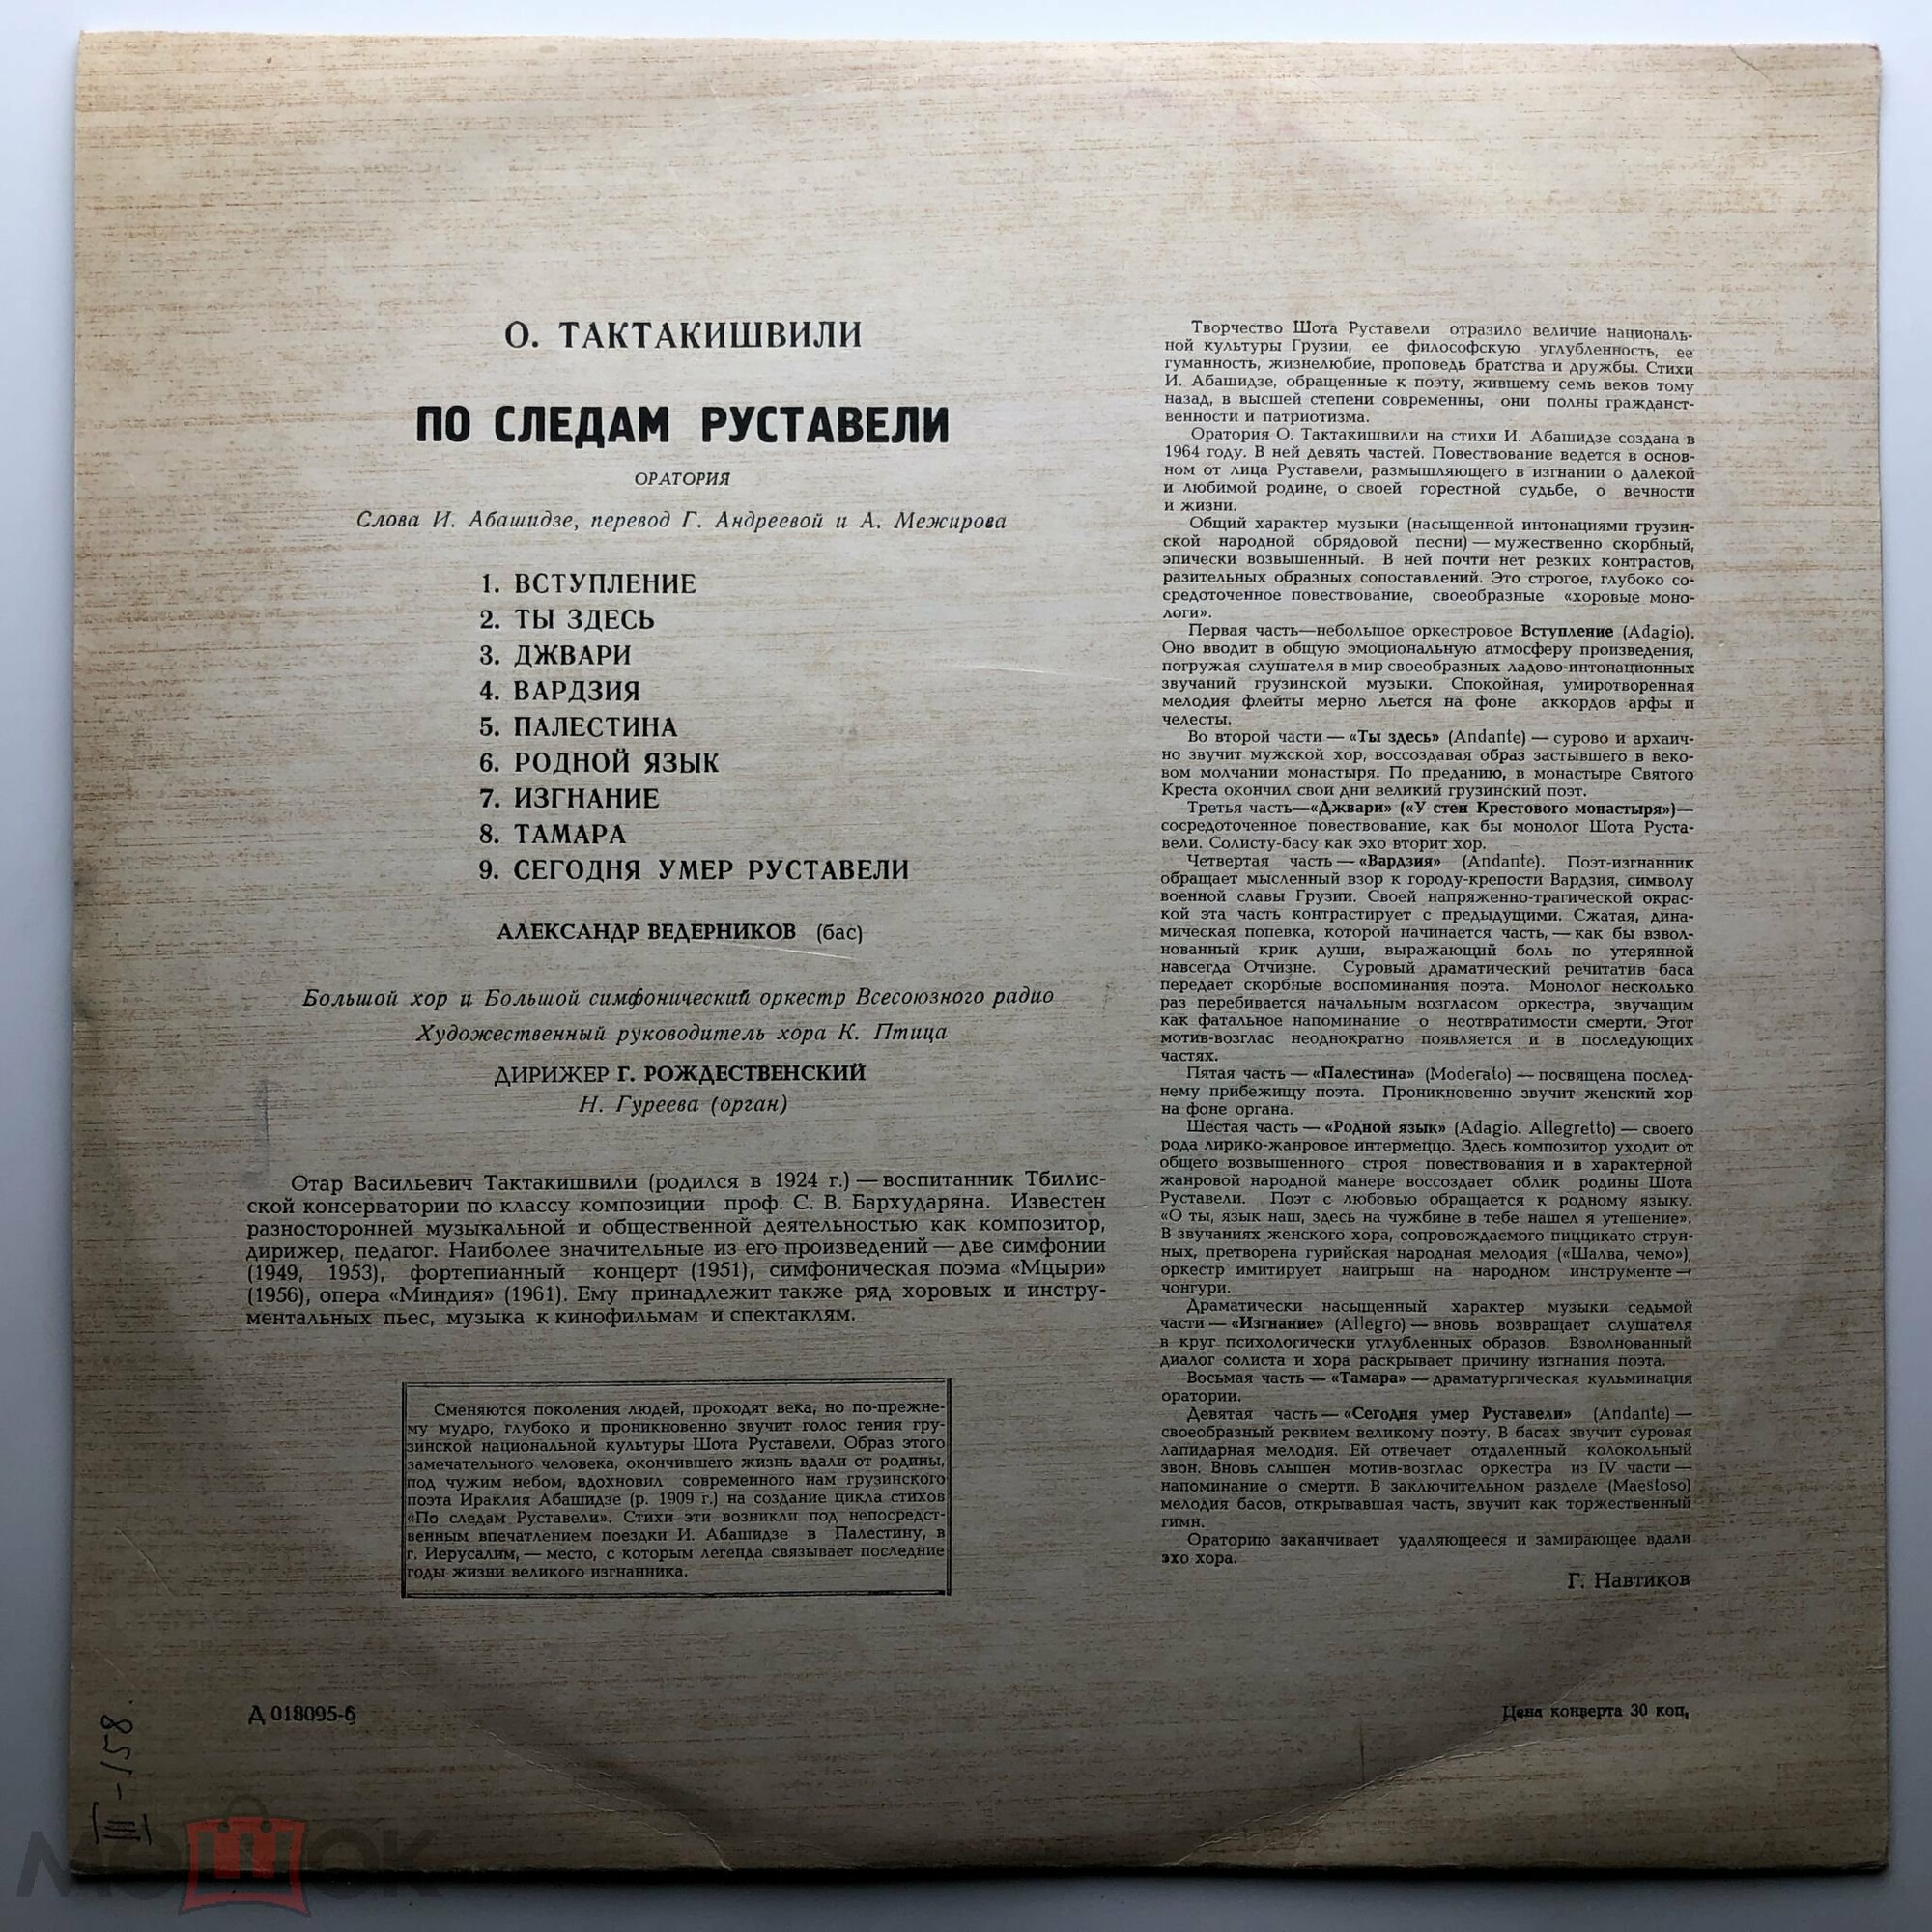 О. ТАКТАКИШВИЛИ
ПО СЛЕДАМ РУСТАВЕЛИ
ОРАТОРИЯ
Слова И. Абашидзе, перевод Г. Андреевой и А. Межирова
1. ВСТУПЛЕНИЕ
2. ТЫ ЗДЕСЬ
3. ДЖВАРИ
4. ВАРДЗИЯ
5. ПАЛЕСТИНА
6. РОДНОЙ ЯЗЫК
7. ИЗГНАНИЕ
8. ТАМАРА
9. СЕГОДНЯ УМЕР РУСТАВЕЛИ
АЛЕКСАНДР ВЕДЕРНИКОВ (бас)
Большой хор и Большой симфонический оркестр Всесоюзного радио
Художественный руководитель хора К. Птица
ДИРИЖЕР Г. РОЖДЕСТВЕНСКИЙ
Н. Гуреева (орган)
Отар Васильевич Тактакишвили (родился в 1924 г.) — воспитанник Тбилис-
ской консерватории по классу композиции проф. С. В. Бархударяна. Известен
разносторонней музыкальной и общественной деятельностью как композитор,
дирижер, педагог. Наиболее значительные из его произведений — две симфонии
(1949, 1953), фортепианный концерт (1951), симфоническая поэма «Мцыри»
(1956), опера «Миндия» (1961). Ему принадлежит также ряд хоровых и инстру-
ментальных пьес, музыка к кинофильмам и спектаклям.
Сменяются поколения людей, проходят века, но по-прежне-
му мудро, глубоко и проникновенно звучит голос гения гру-
зинской национальной культуры Шота Руставели. Образ этого
замечательного человека, окончившего жизнь вдали от родины,
под чужим небом, вдохновил современного нам грузинского
поэта Ираклия Абашидзе (р. 1909 г.) на создание цикла стихов
«По следам Руставели». Стихи эти возникли под непосредст-
венным впечатлением поездки И. Абашидзе в Палестину, в
г. Иерусалим, — место, с которым легенда связывает последние
годы жизни великого изгнанника.
Творчество Шота Руставели отразило величие националь-
ной культуры Грузии, ее философскую углубленность, ее
гуманность, жизнелюбие, проповедь братства и дружбы. Стихи
И. Абашидзе, обращенные к поэту, жившему семь веков тому
назад, в высшей степени современны, они полны гражданст-
венности и патриотизма.
Оратория О. Тактакишвили на стихи И. Абашидзе создана в
1964 году. В ней девять частей. Повествование ведется в основ-
ном от лица Руставели, размышляющего в изгнании о далекой
и любимой родине, о своей горестной судьбе, о вечности
и жизни.
Общий характер музыки (насыщенной интонациями грузин-
ской народной обрядовой песни) — мужественно скорбный,
эпически возвышенный. В ней почти нет резких контрастов,
разительных образных сопоставлений. Это строгое, глубоко со-
средоточенное повествование, своеобразные «хоровые моно-
логи».
Первая часть—небольшое оркестровое Вступление (Adagio).
Оно вводит в общую эмоциональную атмосферу произведения,
погружая слушателя в мир своеобразных ладово-интонационных
звучаний грузинской музыки. Спокойная, умиротворенная
мелодия флейты мерно льется на фоне аккордов арфы и
челесты.
Во второй части — «Ты здесь» (Andante) — сурово и архаич-
но звучит мужской хор, воссоздавая образ застывшего в веко-
вом молчании монастыря. По преданию, в монастыре Святого
Креста окончил свои дни великий грузинский поэт.
Третья часть—«Джвари» («У стен Крестового монастыря»)—
сосредоточенное повествование, как бы монолог Шота Руста-
вели. Солисту-басу как эхо вторит хор.
Четвертая часть — «Вардзия» (Andante). Поэт-изгнанник
обращает мысленный взор к городу-крепости Вардзия, символу
военной славы Грузии. Своей напряженно-трагической окрас-
кой эта часть контрастирует с предыдущими. Сжатая, дина-
мическая попевка, которой начинается часть, — как бы взвол-
нованный крик души, выражающий боль по утерянной
навсегда Отчизне. Суровый драматический речитатив баса
передает скорбные воспоминания поэта. Монолог несколько
раз перебивается начальным возгласом оркестра, звучащим
как фатальное напоминание о неотвратимости смерти. Этот
мотив-возглас неоднократно появляется и в последующих
частях.
Пятая часть — «Палестина» (Moderato) — посвящена послед-
нему прибежищу поэта. Проникновенно звучит женский хор
на фоне органа.
Шестая часть — «Родной язык» (Adagio. Allegretto) — своего
рода лирико-жанровое интермеццо. Здесь композитор уходит от
общего возвышенного строя повествования и в характерной
жанровой народной манере воссоздает облик родины Шота
Руставели. Поэт с любовью обращается к родному языку.
«О ты, язык наш, здесь на чужбине в тебе нашел я утешение».
В звучаниях женского хора, сопровождаемого пиццикато струн-
ных, претворена гурийская народная мелодия («Шалва, чемо»),
оркестр имитирует наигрыш на народном инструменте —
чонгури.
Драматически насыщенный характер музыки седьмой
части — «Изгнание» (Allegro) — вновь возвращает слушателя
в круг психологически углубленных образов. Взволнованный
диалог солиста и хора раскрывает причину изгнания поэта.
Восьмая часть — «Тамара» — драматургическая кульминация
оратории.
Девятая часть — «Сегодня умер Руставели» (Andante) —
своеобразный реквием великому поэту. В басах звучит суровая
лапидарная мелодия. Ей отвечает отдаленный колокольный
звон. Вновь слышен мотив-возглас оркестра из IV части —
напоминание о смерти. В заключительном разделе (Maestoso)
мелодия басов, открывавшая часть, звучит как торжественный
гимн.
Ораторию заканчивает удаляющееся и замирающее вдали
эхо хора.
Г. Навтиков
Д 018095-6
Цена конверта 30 коп.
III - 158.
МЕШОК